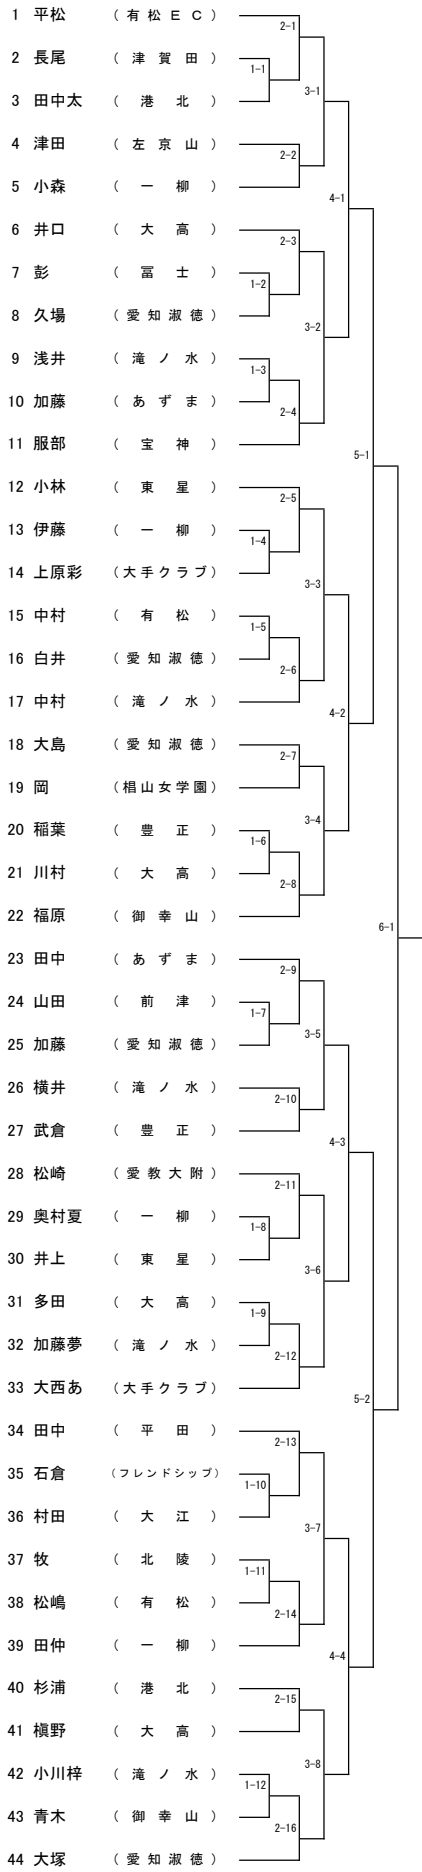 1 平松 (有松EC)
2 長尾 (津賀田)
3 田中太 (港北)
4 津田 (左京山)
5 小森 (一柳)
6 井口 (大高)
7 彭 (冨士)
8 久場 (愛知淑徳)
9 浅井 (滝ノ水)
10 加藤 (あずま)
11 服部 (宝神)
12 小林 (東星)
13 伊藤 (一柳)
14 上原彩 (大手クラブ)
15 中村 (有松)
16 白井 (愛知淑徳)
17 中村 (滝ノ水)
18 大島 (愛知淑徳)
19 岡 (椙山女学園)
20 稲葉 (豊正)
21 川村 (大高)
22 福原 (御幸山)
23 田中 (あずま)
24 山田 (前津)
25 加藤 (愛知淑徳)
26 横井 (滝ノ水)
27 武倉 (豊正)
28 松崎 (愛教大附)
29 奥村夏 (一柳)
30 井上 (東星)
31 多田 (大高)
32 加藤夢 (滝ノ水)
33 大西あ (大手クラブ)
34 田中 (平田)
35 石倉 (フレンドシップ)
36 村田 (大江)
37 牧 (北陵)
38 松嶋 (有松)
39 田仲 (一柳)
40 杉浦 (港北)
41 槇野 (大高)
42 小川梓 (滝ノ水)
43 青木 (御幸山)
44 大塚 (愛知淑徳)
1-1
1-2
1-3
1-4
1-5
1-6
1-7
1-8
1-9
1-10
1-11
1-12
2-1
2-2
2-3
2-4
2-5
2-6
2-7
2-8
2-9
2-10
2-11
2-12
2-13
2-14
2-15
2-16
3-1
3-2
3-3
3-4
3-5
3-6
3-7
3-8
4-1
4-2
4-3
4-4
5-1
5-2
6-1